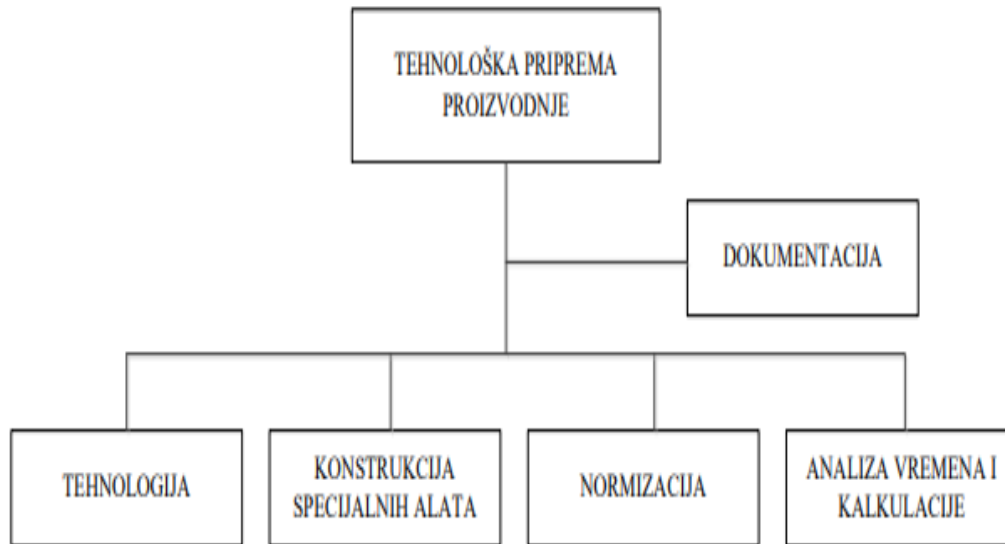 TEHNOLOŠKA PRIPREMA
PROIZVODNJE
DOKUMENTACIJA
TEHNOLOGIJA
KONSTRUKCIJA
SPECIJALNIH ALATA
NORMIZACIJA
ANALIZA VREMENA I
KALKULACIJE